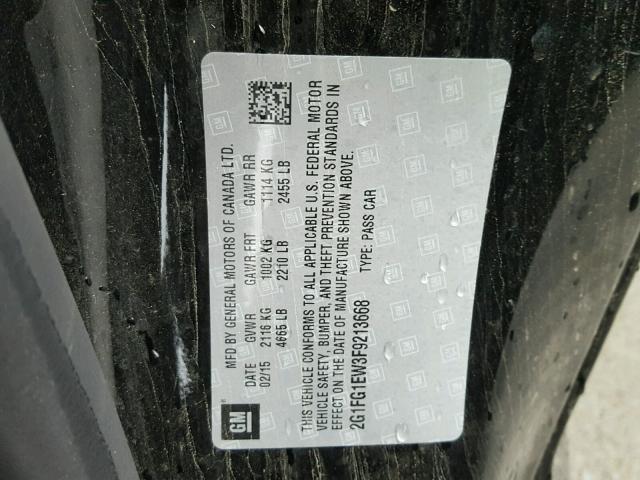 MFD BY GENERAL MOTORS OF CANADA LTD.
DATE GVWR GAWR FRT GAWR RR
02/15 2116 KG 1002 KG 1114 KG
4665 LB 2210 LB 2455 LB
THIS VEHICLE CONFORMS TO ALL APPLICABLE U.S. FEDERAL MOTOR
VEHICLE SAFETY, BUMPER, AND THEFT PREVENTION STANDARDS IN
EFFECT ON THE DATE OF MANUFACTURE SHOWN ABOVE.
2G1FG1EW3F9213668 TYPE: PASS CAR
GM